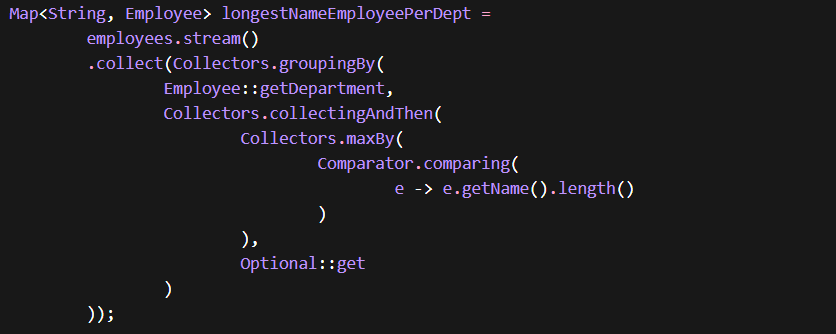 Map<String, Employee> longestNameEmployeePerDept =
        employees.stream()
        .collect(Collectors.groupingBy(
                Employee::getDepartment,
                Collectors.collectingAndThen(
                        Collectors.maxBy(
                                Comparator.comparing(
                                        e -> e.getName().length()
                                )
                        ),
                        Optional::get
                )
        ));